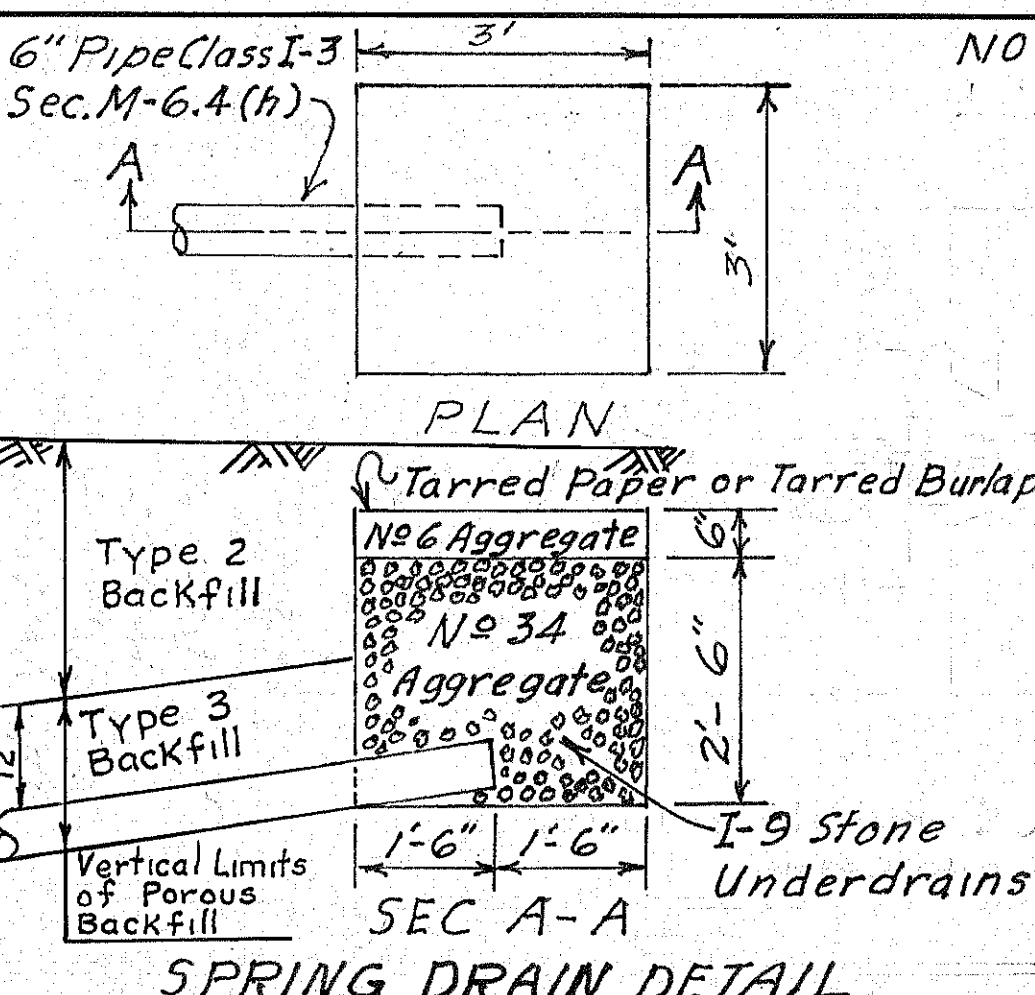 6" Pipe Class I-3
Sec. M-6.4(h)
3'
NO
A
A
3'
PLAN
Tarred Paper or Tarred Burlap
Nº 6 Aggregate
6"
Type 2
Backfill
Nº 34
Aggregate
2'-6"
Type 3
Backfill
12"
1'-6"
1'-6"
I-9 Stone
Underdrains
Vertical Limits
of Porous
Backfill
SEC A-A
SPRING DRAIN DETAIL